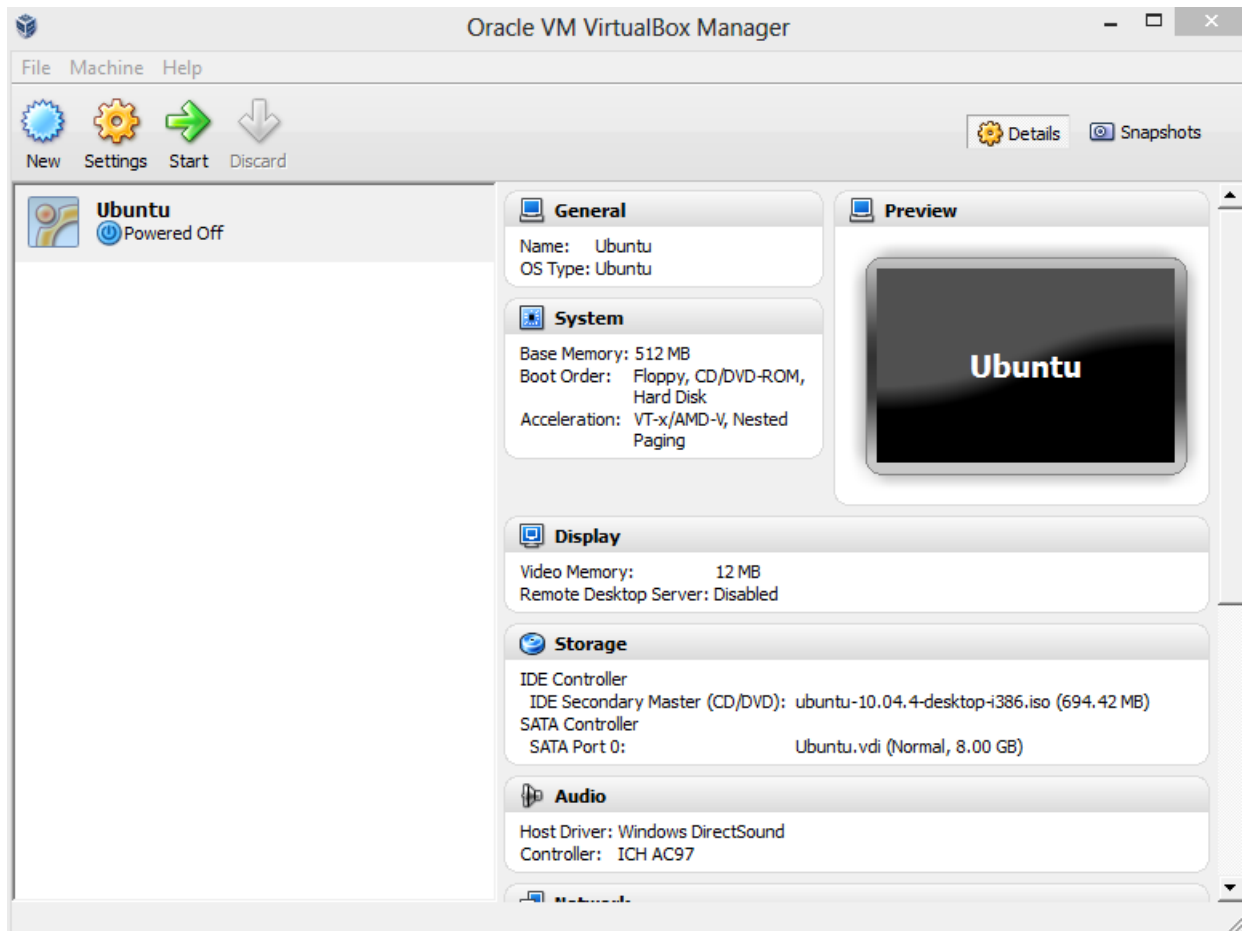 Oracle VM VirtualBox Manager
File Machine Help
New Settings Start Discard
Details Snapshots
Ubuntu
Powered Off
General
Name: Ubuntu
OS Type: Ubuntu
System
Base Memory: 512 MB
Boot Order: Floppy, CD/DVD-ROM,
Hard Disk
Acceleration: VT-x/AMD-V, Nested
Paging
Preview
Ubuntu
Display
Video Memory: 12 MB
Remote Desktop Server: Disabled
Storage
IDE Controller
IDE Secondary Master (CD/DVD): ubuntu-10.04.4-desktop-i386.iso (694.42 MB)
SATA Controller
SATA Port 0: Ubuntu.vdi (Normal, 8.00 GB)
Audio
Host Driver: Windows DirectSound
Controller: ICH AC97